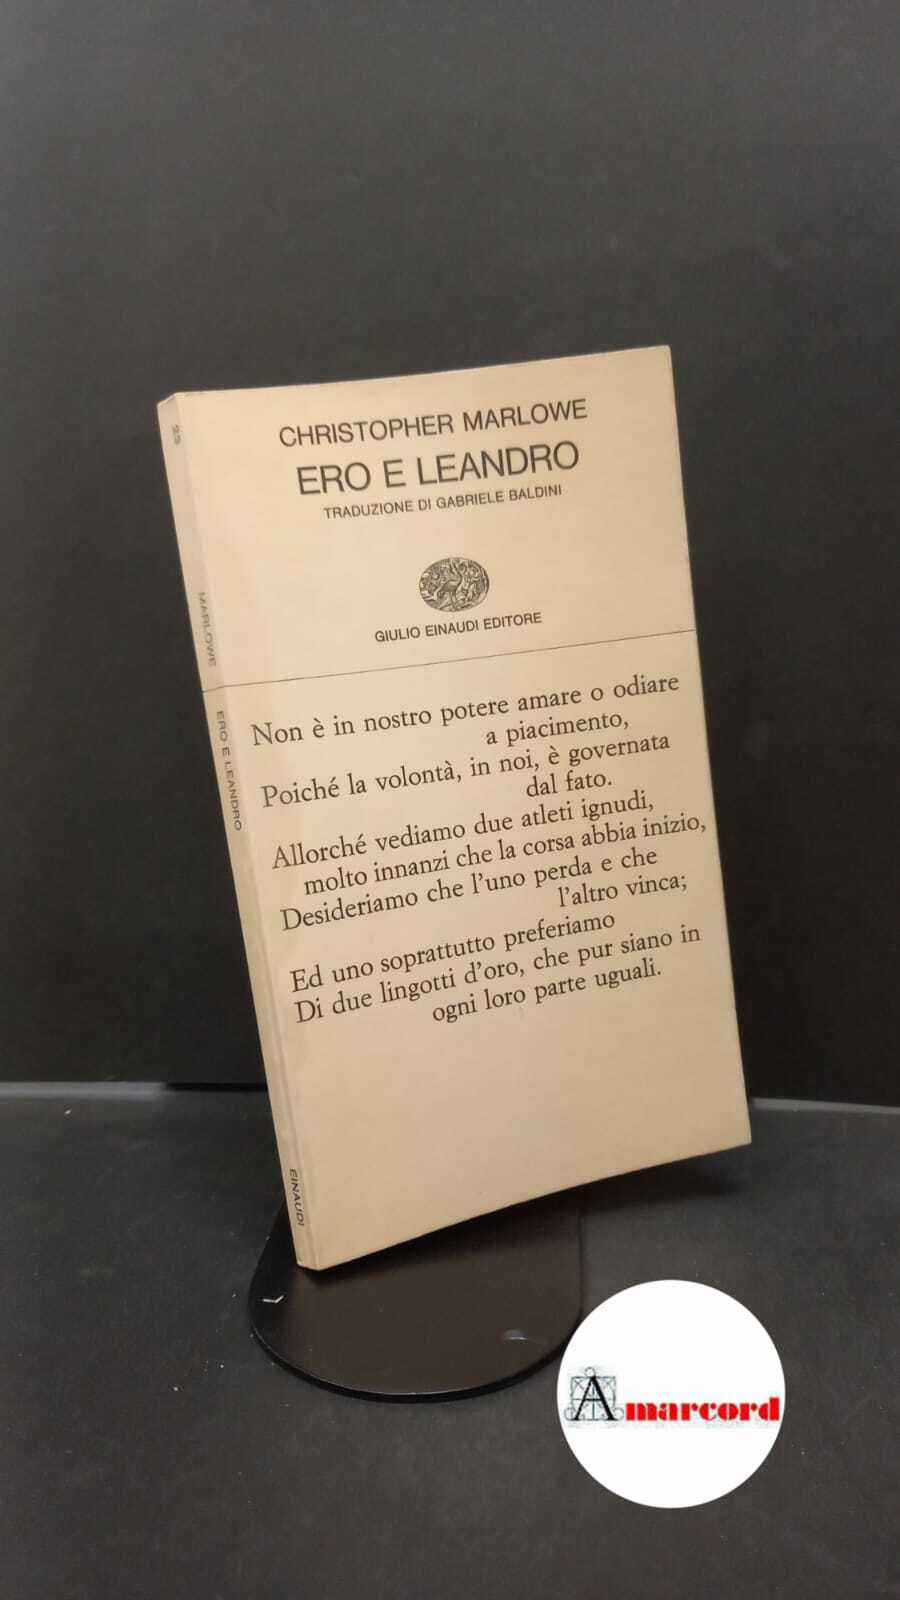 CHRISTOPHER MARLOWE
ERO E LEANDRO
TRADUZIONE DI GABRIELE BALDINI
GIULIO EINAUDI EDITORE
Non è in nostro potere amare o odiare
a piacimento,
Poiché la volontà, in noi, è governata
dal fato.
Allorché vediamo due atleti ignudi,
molto innanzi che la corsa abbia inizio,
Desideriamo che l'uno perda e che
l'altro vinca;
Ed uno soprattutto preferiamo
Di due lingotti d'oro, che pur siano in
ogni loro parte uguali.
MARLOWE
ERO E LEANDRO
EINAUDI
Amarcord